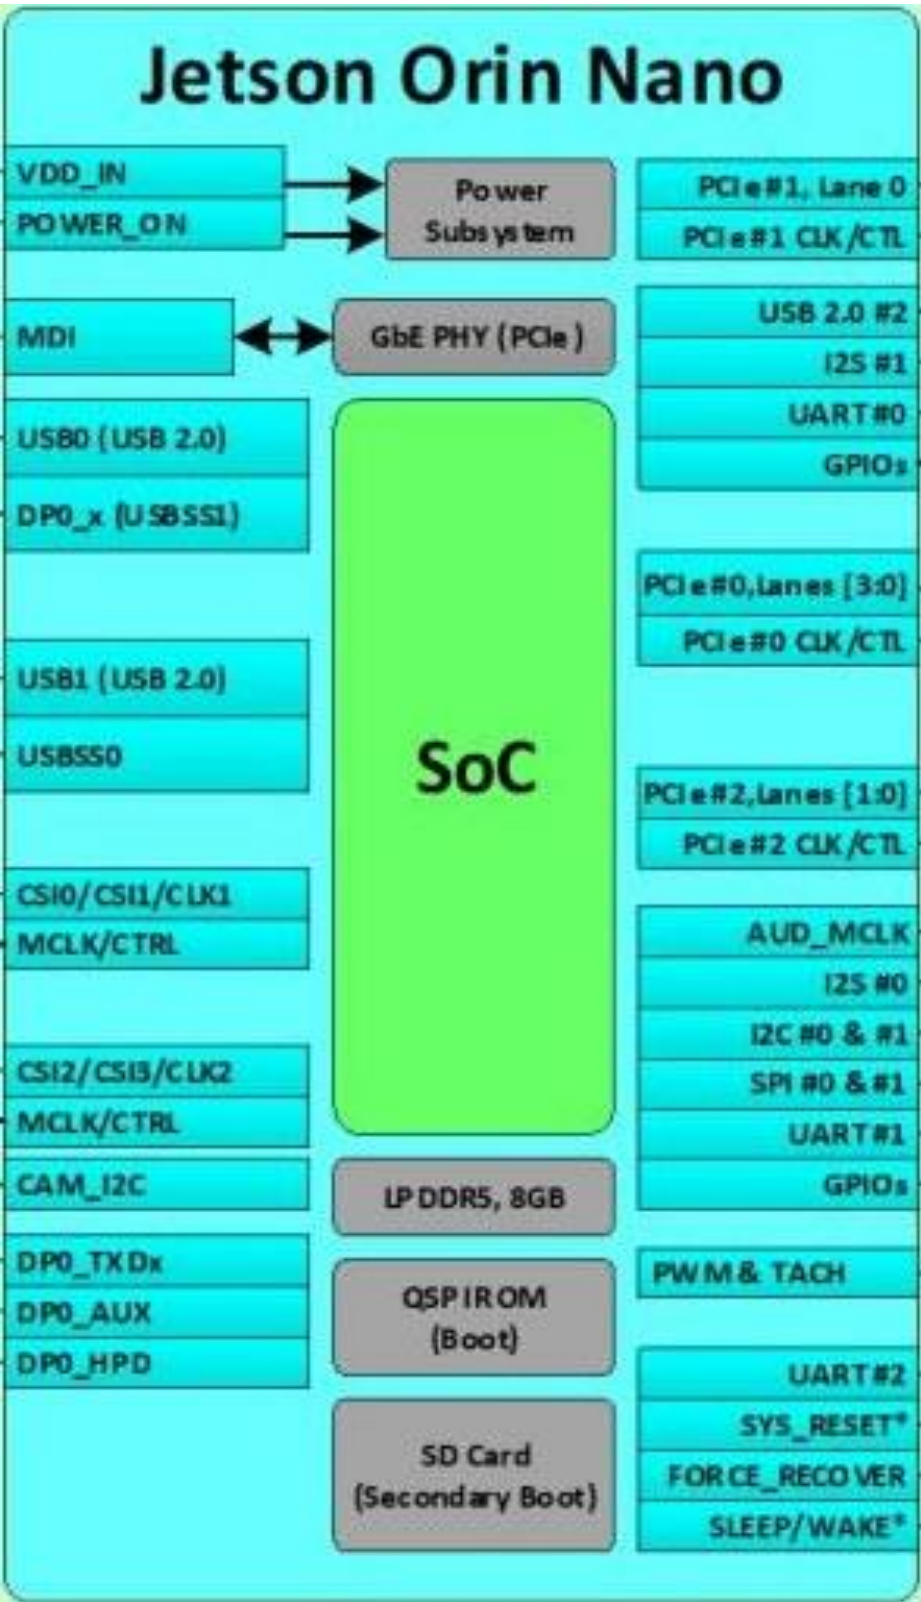 Jetson Orin Nano
VDD_IN
POWER_ON
Power
Subsystem
PCIe #1, Lane 0
PCIe #1 CLK/CTL
MDI
GbE PHY (PCIe)
USB 2.0 #2
I2S #1
UART #0
GPIOs
USB0 (USB 2.0)
DP0_x (USBSS1)
PCIe #0,Lanes [3:0]
PCIe #0 CLK/CTL
USB1 (USB 2.0)
USBSS0
SoC
PCIe #2,Lanes [1:0]
PCIe #2 CLK/CTL
CSI0/CSI1/CLK1
MCLK/CTRL
AUD_MCLK
I2S #0
I2C #0 & #1
SPI #0 & #1
UART #1
GPIOs
CSI2/CSI3/CLK2
MCLK/CTRL
CAM_I2C
LPDDR5, 8GB
DP0_TXDx
DP0_AUX
DP0_HPD
QSPI ROM
(Boot)
PWM & TACH
SD Card
(Secondary Boot)
UART #2
SYS_RESET*
FORCE_RECOVER
SLEEP/WAKE*